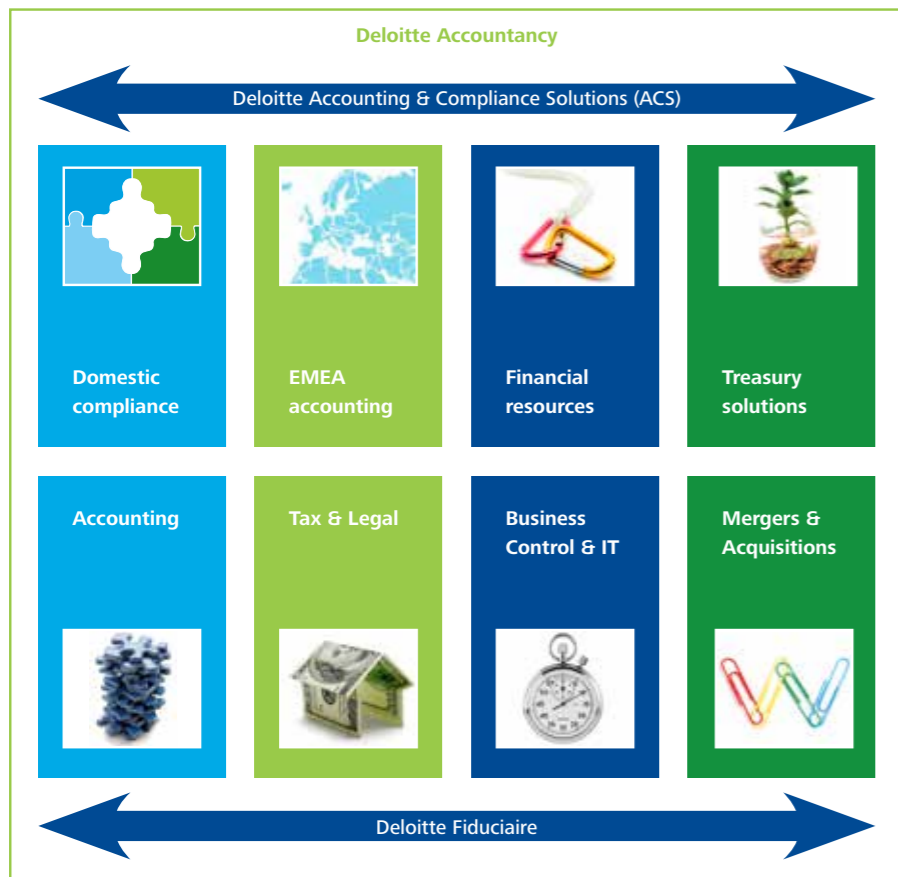 Deloitte Accountancy
Deloitte Accounting & Compliance Solutions (ACS)
Domestic
compliance
EMEA
accounting
Financial
resources
Treasury
solutions
Accounting
Tax & Legal
Business
Control & IT
Mergers &
Acquisitions
Deloitte Fiduciaire